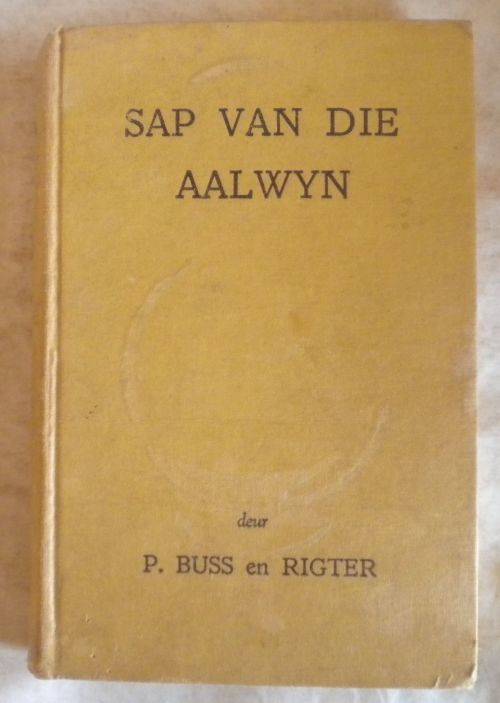 SAP VAN DIE
AALWYN
deur
P. BUSS en RIGTER